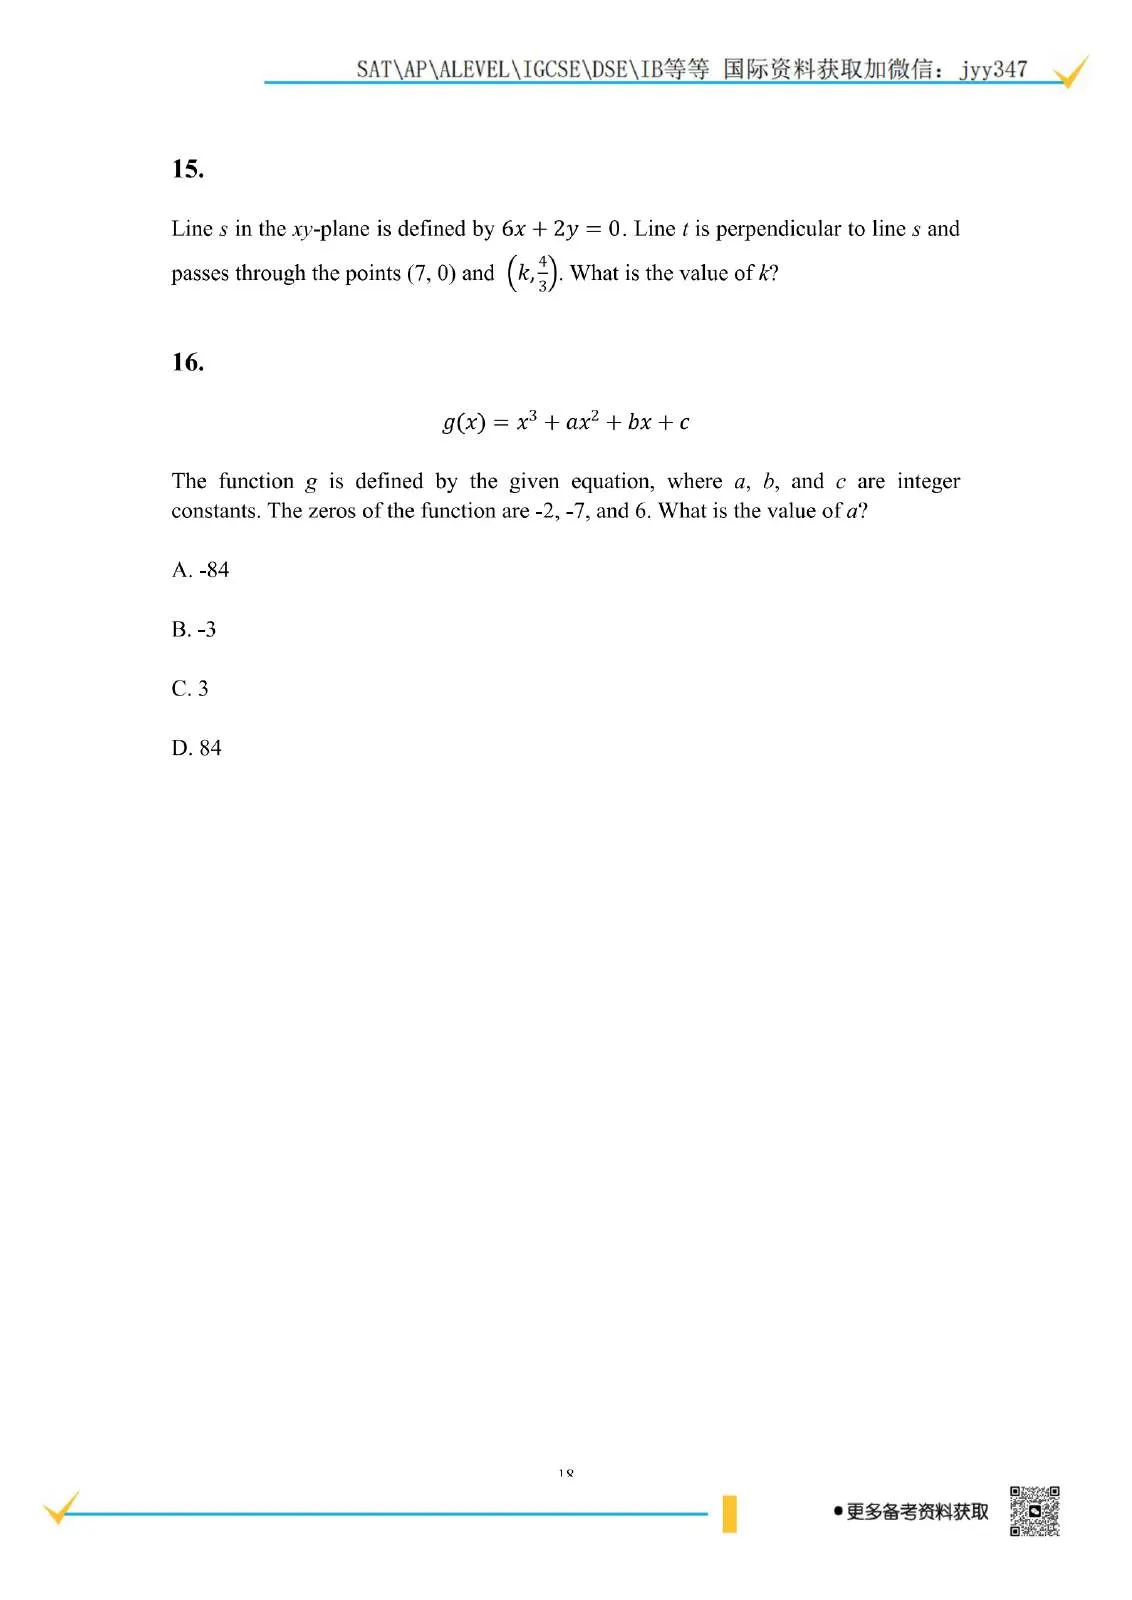 SAT\AP\ALEVEL\IGCSE\DSE\IB等等 国际资料获取加微信：jyy347
15.
Line s in the xy-plane is defined by 6x + 2y = 0. Line t is perpendicular to line s and
passes through the points (7, 0) and (k, 4/3). What is the value of k?
16.
g(x) = x³ + ax² + bx + c
The function g is defined by the given equation, where a, b, and c are integer
constants. The zeros of the function are -2, -7, and 6. What is the value of a?
A. -84
B. -3
C. 3
D. 84
18
•更多备考资料获取